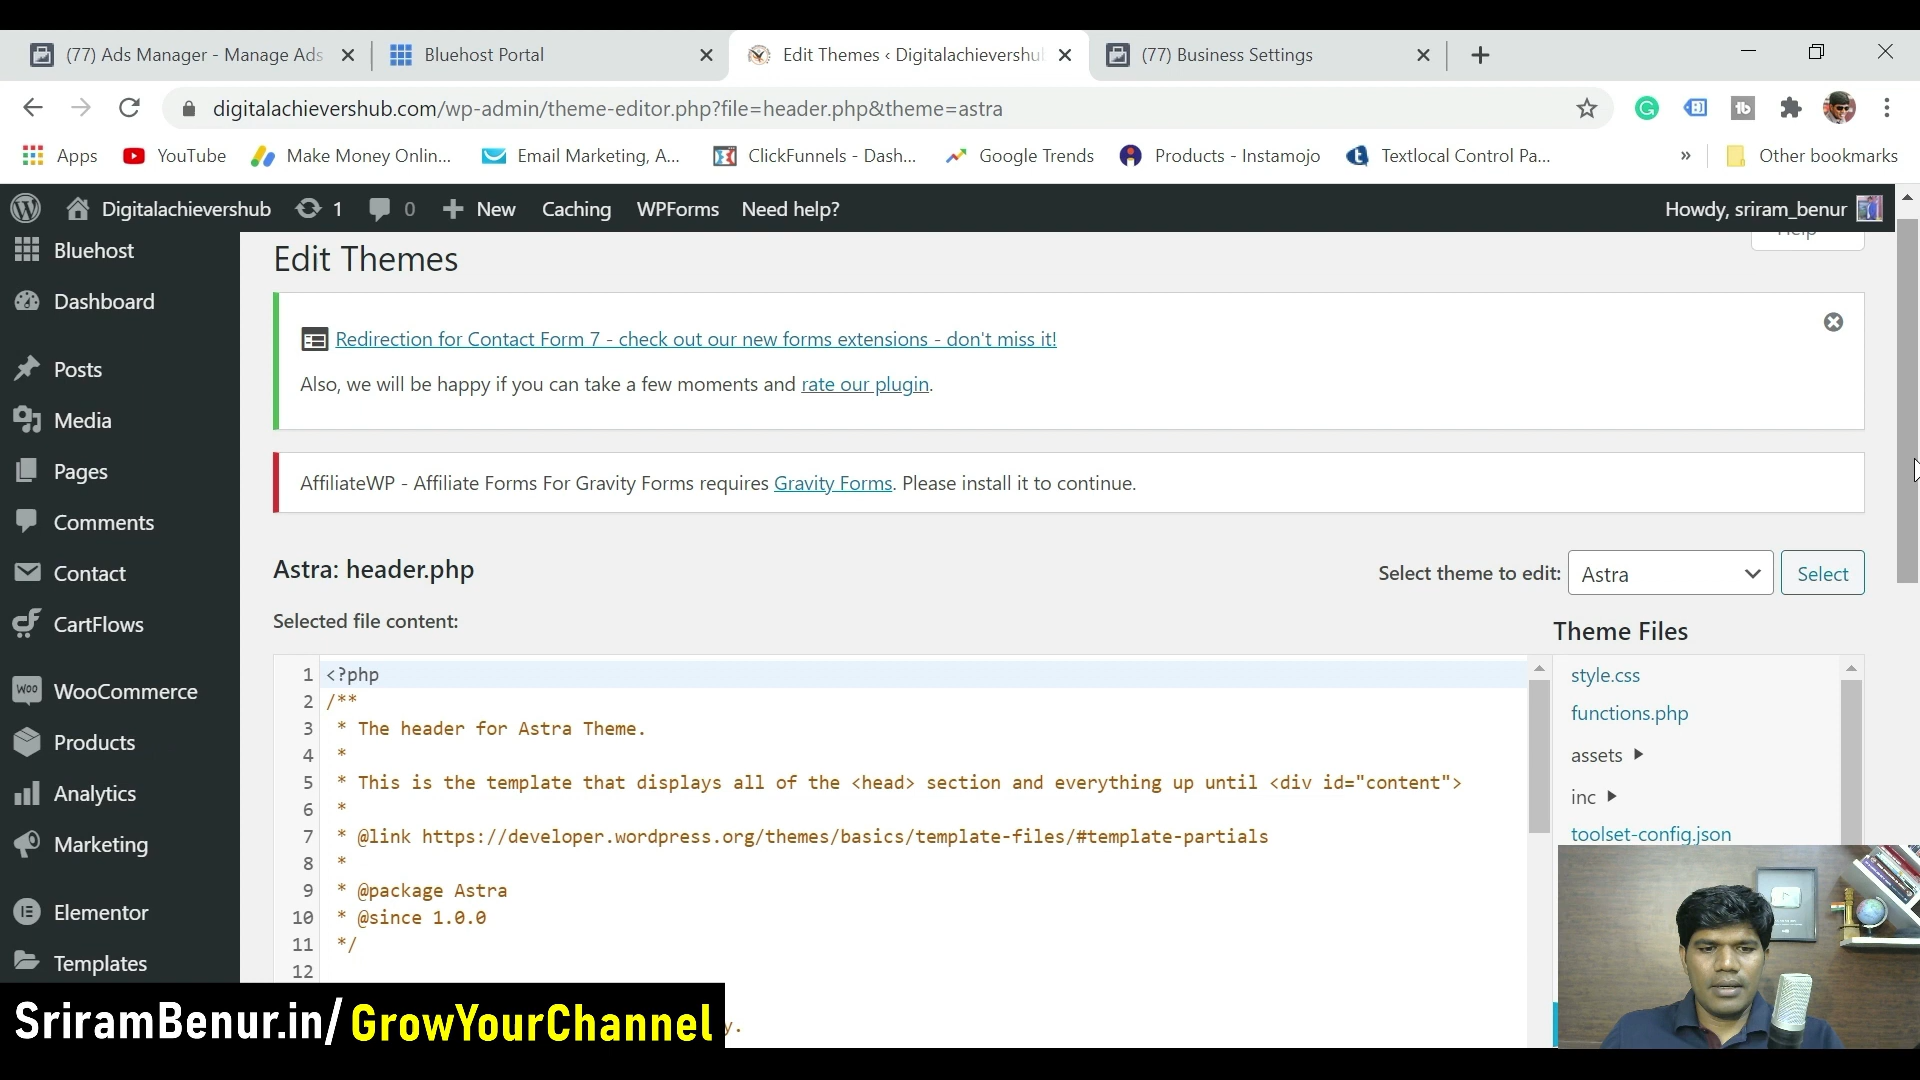 (77) Ads Manager - Manage Ads
Bluehost Portal
Edit Themes ‹ Digitalachievershub
(77) Business Settings
digitalachievershub.com/wp-admin/theme-editor.php?file=header.php&theme=astra
Apps
YouTube
Make Money Onlin...
Email Marketing, A...
ClickFunnels - Dash...
Google Trends
Products - Instamojo
Textlocal Control Pa...
»
Other bookmarks
Digitalachievershub
1
0
New
Caching
WPForms
Need help?
Howdy, sriram_benur
Bluehost
Dashboard
Posts
Media
Pages
Comments
Contact
CartFlows
WooCommerce
Products
Analytics
Marketing
Elementor
Templates
Help
Edit Themes
Redirection for Contact Form 7 - check out our new forms extensions - don't miss it!
Also, we will be happy if you can take a few moments and rate our plugin.
AffiliateWP - Affiliate Forms For Gravity Forms requires Gravity Forms. Please install it to continue.
Astra: header.php
Select theme to edit: Astra Select
Selected file content:
Theme Files
1 <?php
2 /**
3 * The header for Astra Theme.
4 *
5 * This is the template that displays all of the <head> section and everything up until <div id="content">
6 *
7 * @link https://developer.wordpress.org/themes/basics/template-files/#template-partials
8 *
9 * @package Astra
10 * @since 1.0.0
11 */
12
y.
style.css
functions.php
assets
inc
toolset-config.json
SriramBenur.in/GrowYourChannel